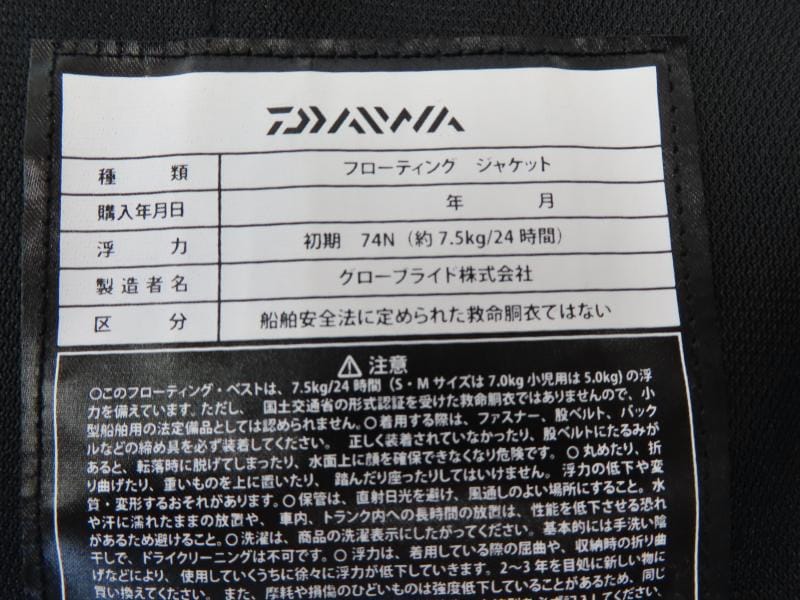 DAIWA
種類 フローティング ジャケット
購入年月日 年 月
浮力 初期 74N(約7.5kg/24時間)
製造者名 グローブライド株式会社
区分 船舶安全法に定められた救命胴衣ではない
⚠注意
○このフローティング・ベストは、7.5kg/24時間(S・Mサイズは7.0kg小児用は5.0kg)の浮
力を備えています。ただし、国土交通省の形式認証を受けた救命胴衣ではありませんので、小
型船舶用の法定備品としては認められません。○着用する際は、ファスナー、股ベルト、バック
ルなどの締め具を必ず装着してください。 正しく装着されていなかったり、股ベルトにたるみが
あると、転落時に脱げてしまったり、水面上に顔を確保できなくなり危険です。○丸めたり、折
り曲げたり、重いものを上に置いたり、 踏んだり座ったりしてはいけません。浮力の低下や変
質・変形するおそれがあります。○保管は、直射日光を避け、風通しのよい場所にすること。水
や汗に濡れたままの放置や、車内、トランク内への長時間の放置は、性能を低下させる恐れ
があるため避けること。○洗濯は、商品の洗濯表示にしたがってください。基本的には手洗い陰
干しで、ドライクリーニングは不可です。○浮力は、着用している際の屈曲や、収納時の折り曲
げなどにより、使用していくうちに徐々に浮力が低下していきます。2〜3年を目処に新しい物に
買い換えてください。また、摩耗や損傷のひどいものは強度低下していることがあるため、同じ